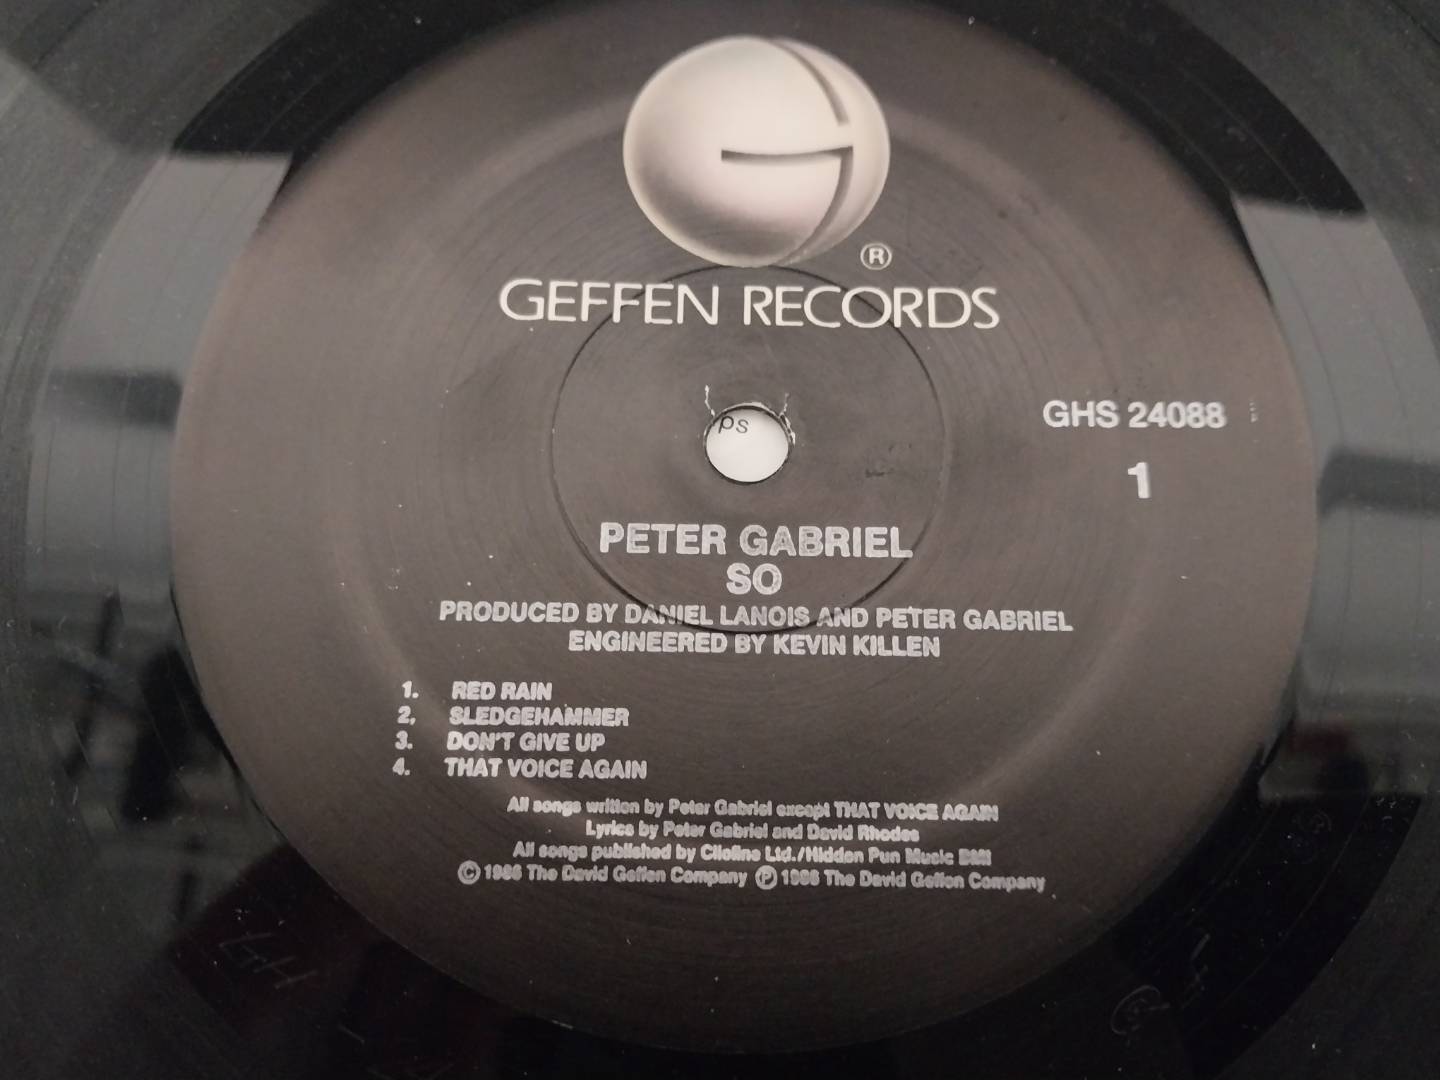 ®
GEFFEN RECORDS
GHS 24088
1
ps
PETER GABRIEL
SO
PRODUCED BY DANIEL LANOIS AND PETER GABRIEL
ENGINEERED BY KEVIN KILLEN
1. RED RAIN
2. SLEDGEHAMMER
3. DON'T GIVE UP
4. THAT VOICE AGAIN
All songs written by Peter Gabriel except THAT VOICE AGAIN
Lyrics by Peter Gabriel and David Rhodes
All songs published by Cliofine Ltd./Hidden Pun Music BMI
© 1986 The David Geffen Company ℗ 1986 The David Geffen Company